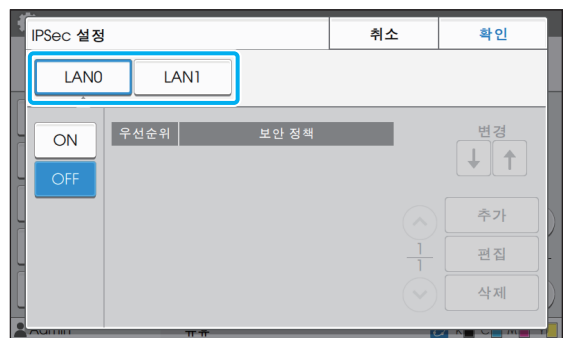 IPSec 설정 취소 확인
LAN0 LAN1
ON 우선순위 보안 정책 변경
OFF
추가
1
1
편집
삭제
Admin